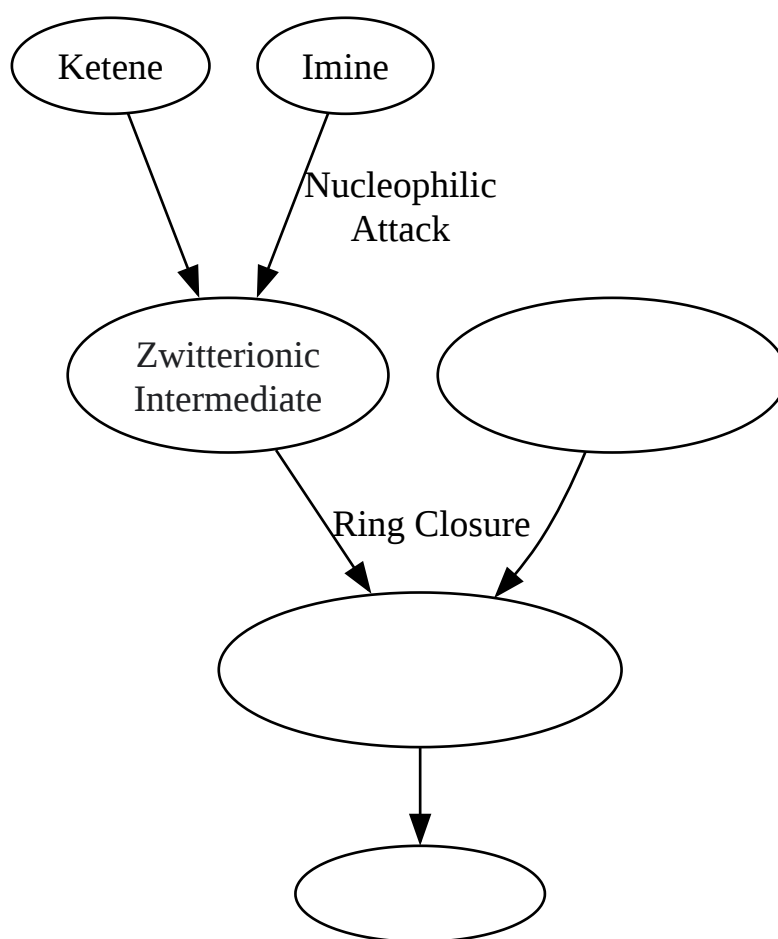 Ketene
Imine
Nucleophilic
Attack
Zwitterionic
Intermediate
Ring Closure